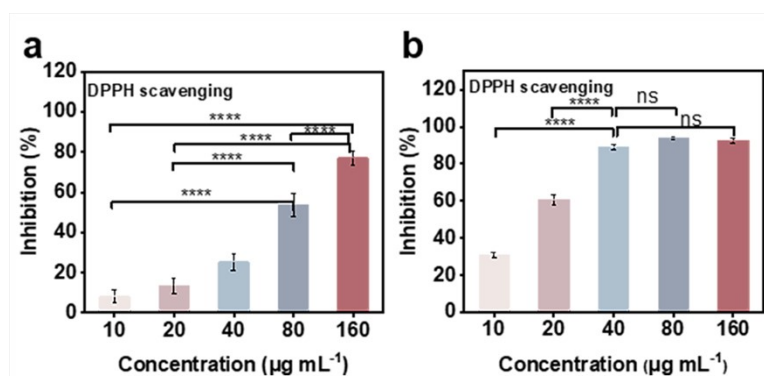 a
DPPH scavenging
****
****
****
****
****
Inhibition (%)
120
100
80
60
40
20
0
10 20 40 80 160
Concentration (µg mL⁻¹)
b
DPPH scavenging
**** ns
**** ns
Inhibition (%)
120
100
80
60
40
20
0
10 20 40 80 160
Concentration (µg mL⁻¹)